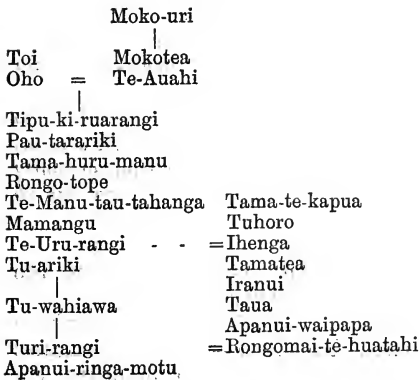 Moko-uri
Toi Mokotea
Oho = Te-Auahi
Tipu-ki-ruarangi
Pau-tarariki
Tama-huru-manu
Rongo-tope
Te-Manu-tau-tahanga Tama-te-kapua
Mamangu Tuhoro
Te-Uru-rangi - - =Ihenga
Tu-ariki Tamatea
Iranui
Tu-wahiawa Taua
Apanui-waipapa
Turi-rangi =Rongomai-te-huatahi
Apanui-ringa-motu